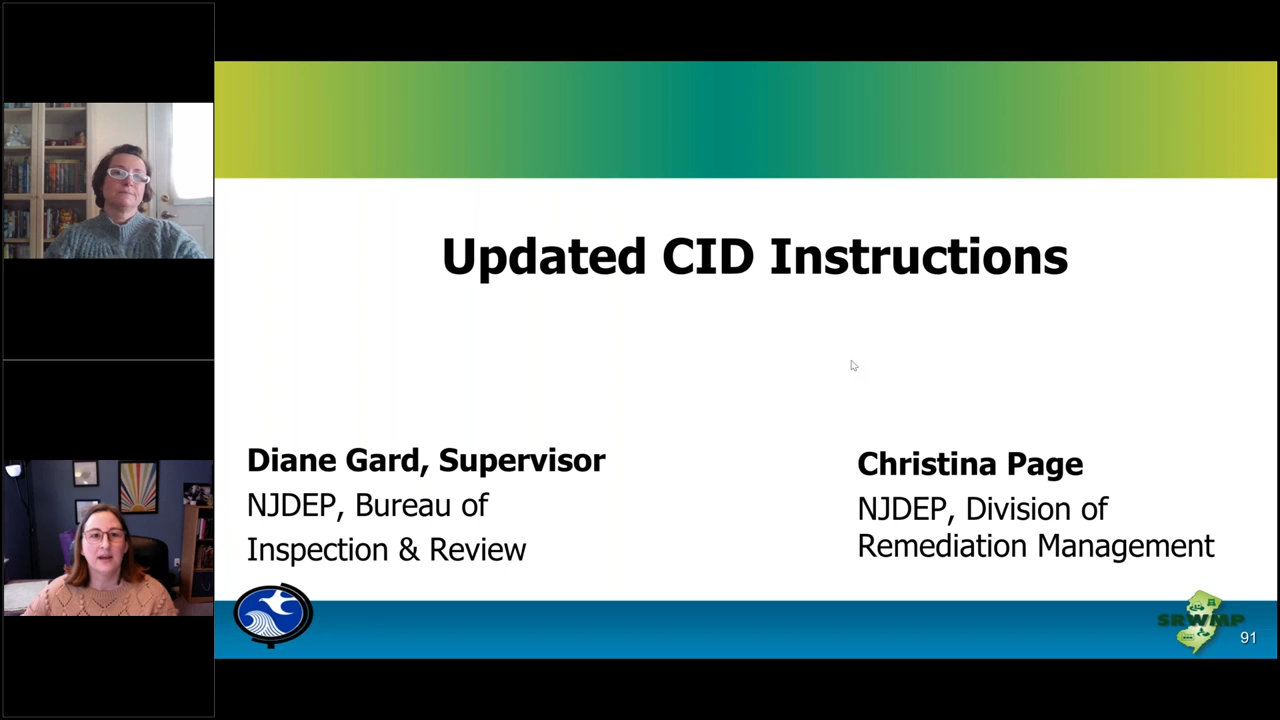 Updated CID Instructions
Diane Gard, Supervisor
NJDEP, Bureau of
Inspection & Review
Christina Page
NJDEP, Division of
Remediation Management
SRWMP
91